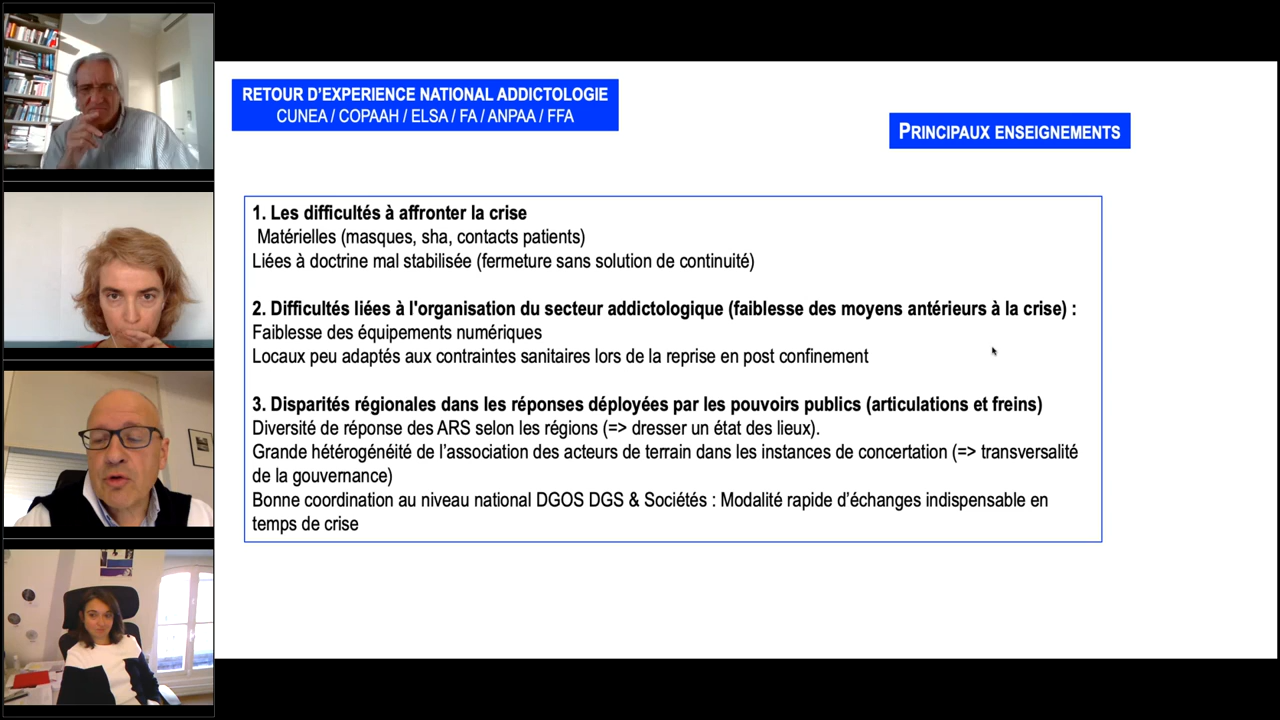 RETOUR D'EXPERIENCE NATIONAL ADDICTOLOGIE
CUNEA / COPAAH / ELSA / FA / ANPAA / FFA
PRINCIPAUX ENSEIGNEMENTS
1. Les difficultés à affronter la crise
Matérielles (masques, sha, contacts patients)
Liées à doctrine mal stabilisée (fermeture sans solution de continuité)
2. Difficultés liées à l'organisation du secteur addictologique (faiblesse des moyens antérieurs à la crise) :
Faiblesse des équipements numériques
Locaux peu adaptés aux contraintes sanitaires lors de la reprise en post confinement
3. Disparités régionales dans les réponses déployées par les pouvoirs publics (articulations et freins)
Diversité de réponse des ARS selon les régions (=> dresser un état des lieux).
Grande hétérogénéité de l'association des acteurs de terrain dans les instances de concertation (=> transversalité
de la gouvernance)
Bonne coordination au niveau national DGOS DGS & Sociétés : Modalité rapide d'échanges indispensable en
temps de crise